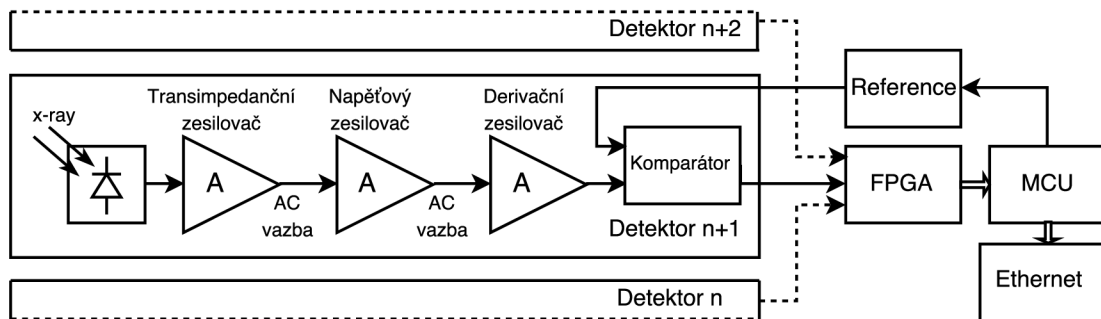 Detektor n+2
Transimpedanční
zesilovač
Napěťový
zesilovač
Derivační
zesilovač
Reference
x-ray
Komparátor
A
A
A
FPGA
MCU
AC
vazba
AC
vazba
Detektor n+1
Ethernet
Detektor n